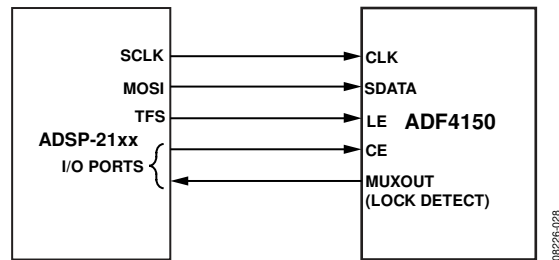 SCLK
MOSI
TFS
ADSP-21xx
I/O PORTS
CLK
SDATA
LE
ADF4150
CE
MUXOUT
(LOCK DETECT)
08226-028